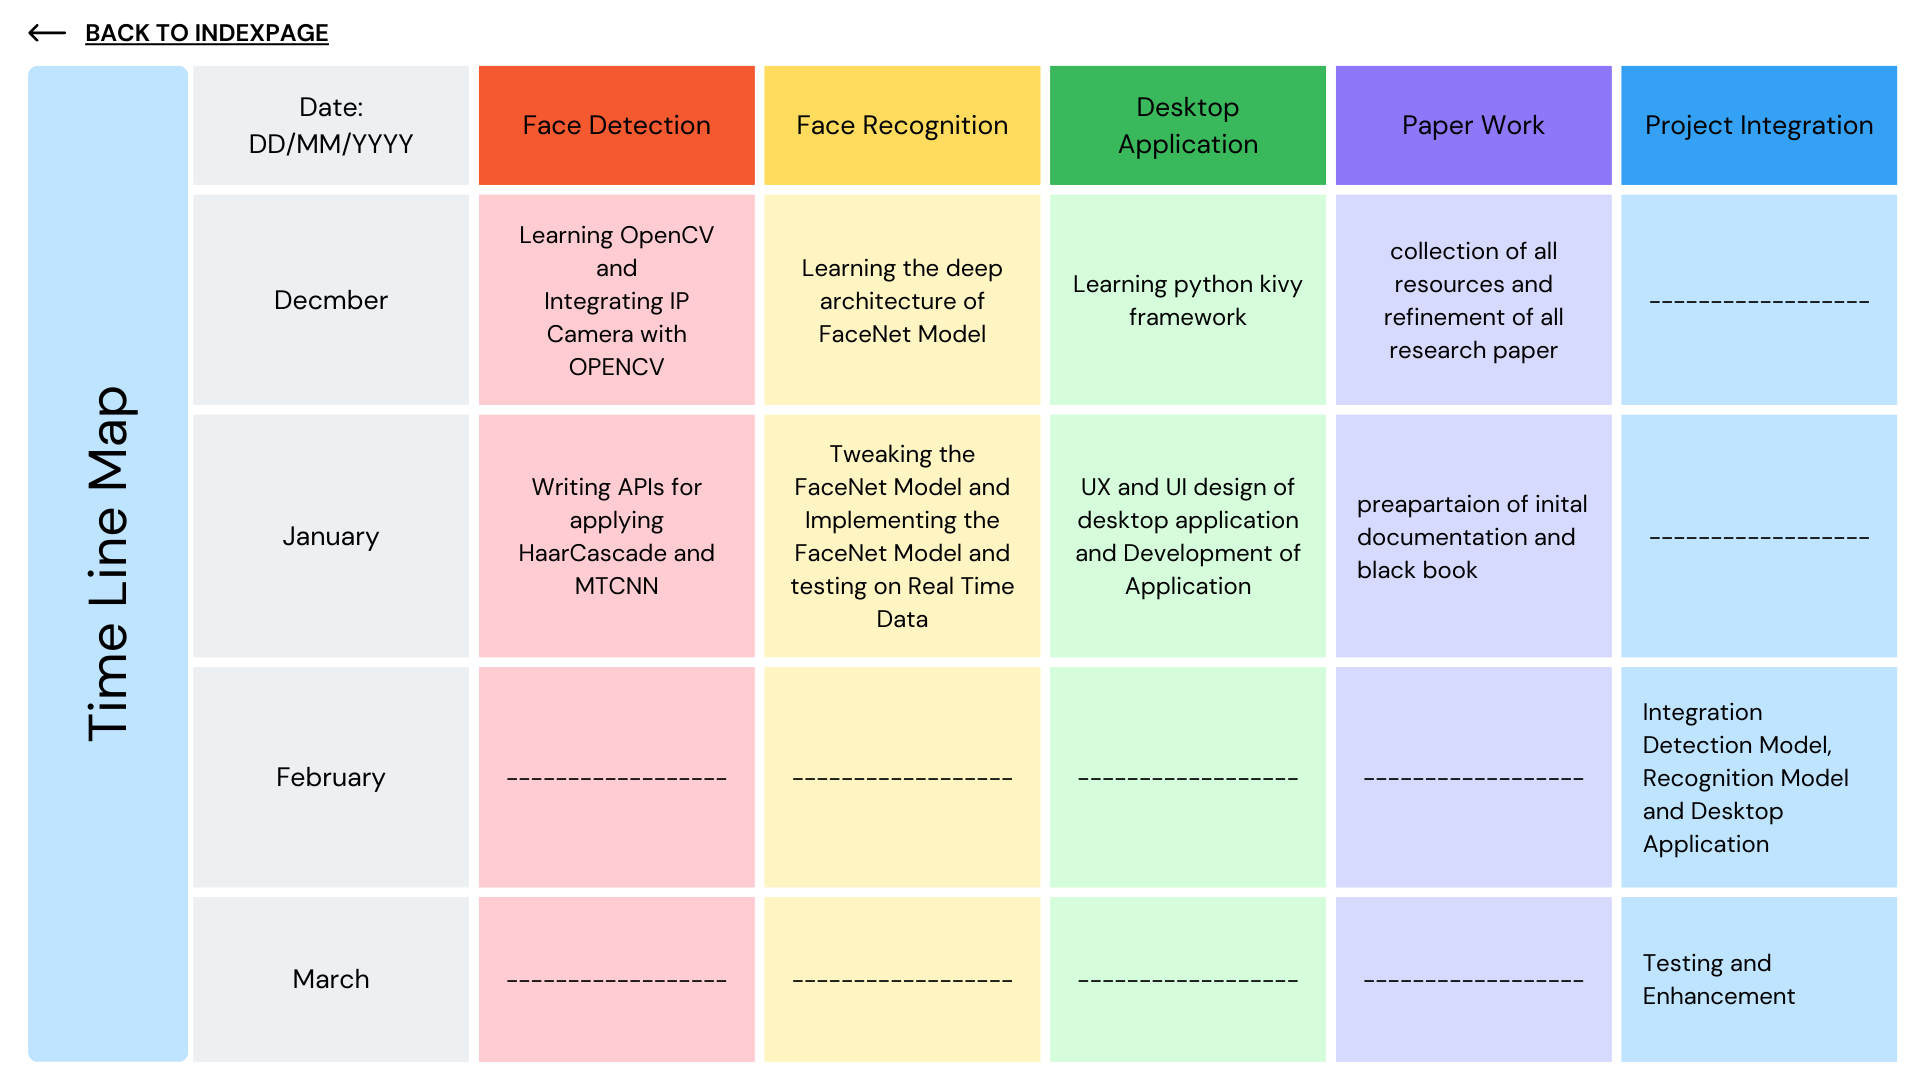 BACK TO INDEXPAGE
Time Line Map
Date:
DD/MM/YYYY
Face Detection
Face Recognition
Desktop
Application
Paper Work
Project Integration
Decmber
Learning OpenCV
and
Integrating IP
Camera with
OPENCV
Learning the deep
architecture of
FaceNet Model
Learning python kivy
framework
collection of all
resources and
refinement of all
research paper
------------------
January
Writing APIs for
applying
HaarCascade and
MTCNN
Tweaking the
FaceNet Model and
Implementing the
FaceNet Model and
testing on Real Time
Data
UX and UI design of
desktop application
and Development of
Application
preapartaion of inital
documentation and
black book
------------------
February
------------------
------------------
------------------
------------------
Integration
Detection Model,
Recognition Model
and Desktop
Application
March
------------------
------------------
------------------
------------------
Testing and
Enhancement